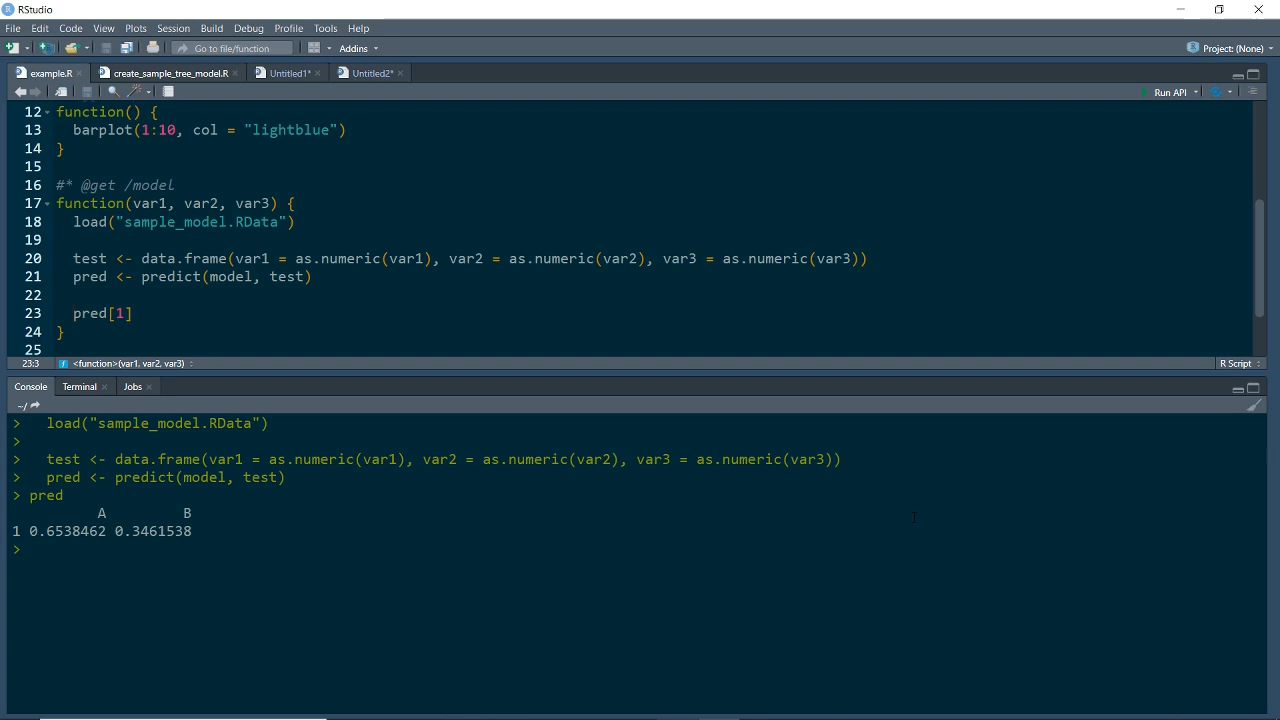 RStudio
File Edit Code View Plots Session Build Debug Profile Tools Help
Go to file/function Addins Project: (None)
example.R create_sample_tree_model.R Untitled1* Untitled2*
Run API
12 function() {
13 barplot(1:10, col = "lightblue")
14 }
15
16 #* @get /model
17 function(var1, var2, var3) {
18 load("sample_model.RData")
19
20 test <- data.frame(var1 = as.numeric(var1), var2 = as.numeric(var2), var3 = as.numeric(var3))
21 pred <- predict(model, test)
22
23 pred[1]
24 }
25
23:3 <function>(var1, var2, var3) R Script
Console Terminal Jobs
~/
> load("sample_model.RData")
>
> test <- data.frame(var1 = as.numeric(var1), var2 = as.numeric(var2), var3 = as.numeric(var3))
> pred <- predict(model, test)
> pred
A B
1 0.6538462 0.3461538
>